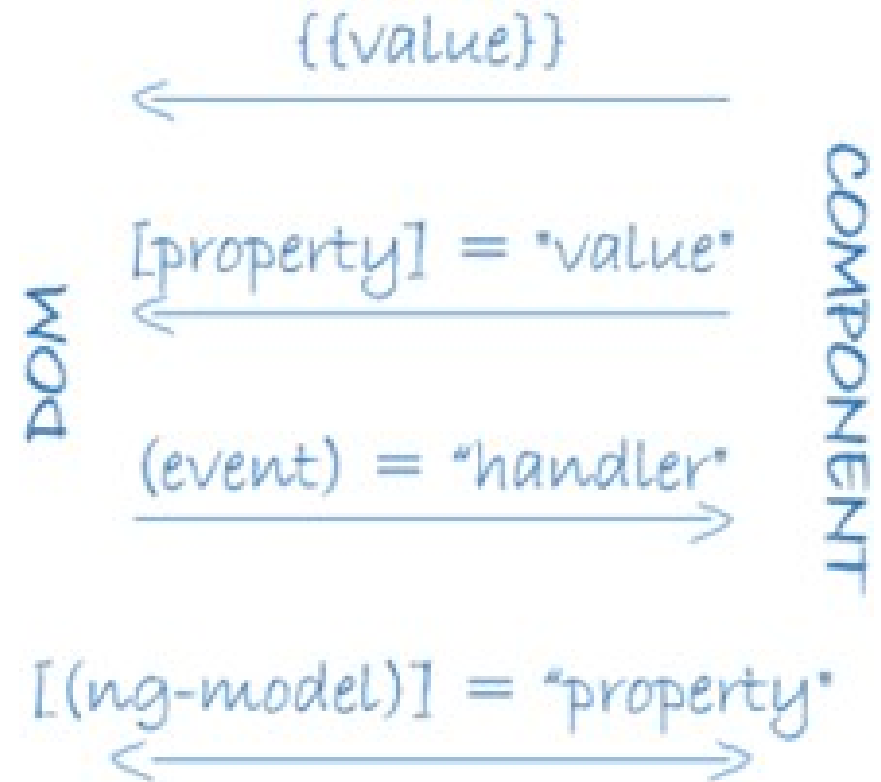 {{value}}
[property] = "value"
DOM
COMPONENT
(event) = "handler"
[(ng-model)] = "property"